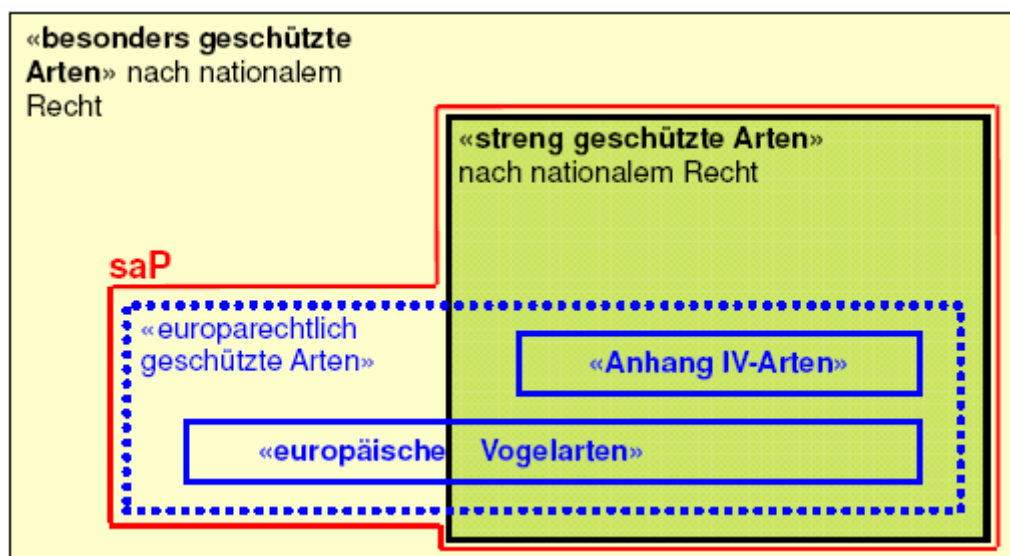 «besonders geschützte
Arten» nach nationalem
Recht
«streng geschützte Arten»
nach nationalem Recht
saP
«europarechtlich
geschützte Arten»
«Anhang IV-Arten»
«europäische Vogelarten»